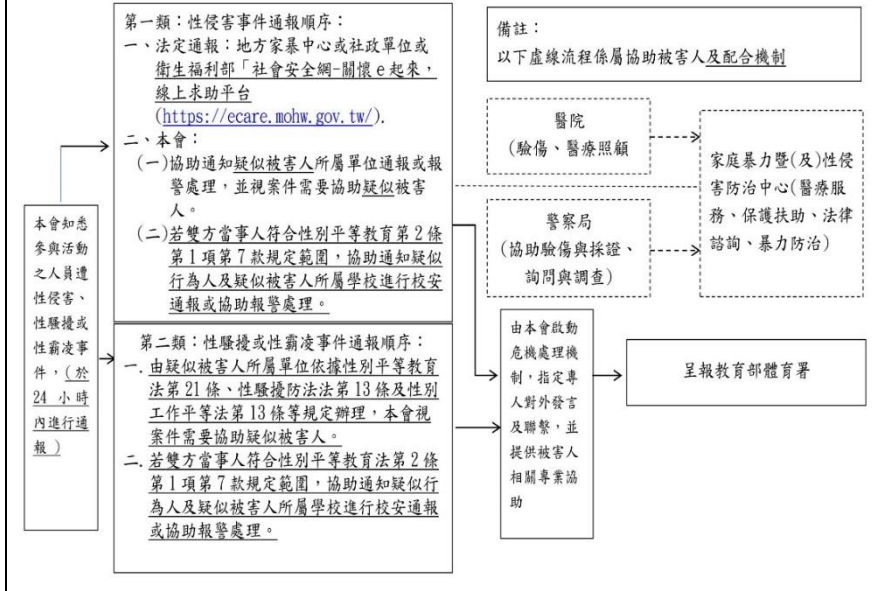 本會知悉
參與活動
之人員遭
性侵害、
性騷擾或
性霸凌事
件，(於
24 小時
內進行通
報)
第一類：性侵害事件通報順序：
一、法定通報：地方家暴中心或社政單位或
衛生福利部「社會安全網-關懷 e 起來，
線上求助平台
(https://ecare.mohw.gov.tw/).
二、本會：
(一)協助通知疑似被害人所屬單位通報或報
警處理，並視案件需要協助疑似被害
人。
(二)若雙方當事人符合性別平等教育第 2 條
第 1 項第 7 款規定範圍，協助通知疑似
行為人及疑似被害人所屬學校進行校安
通報或協助報警處理。
第二類：性騷擾或性霸凌事件通報順序：
一. 由疑似被害人所屬單位依據性別平等教育
法第 21 條、性騷擾防法法第 13 條及性別
工作平等法第 13 條等規定辦理，本會視
案件需要協助疑似被害人。
二. 若雙方當事人符合性別平等教育法第 2 條
第 1 項第 7 款規定範圍，協助通知疑似行
為人及疑似被害人所屬學校進行校安通報
或協助報警處理。
備註：
以下虛線流程係屬協助被害人及配合機制
醫院
(驗傷、醫療照顧
警察局
(協助驗傷與採證、
詢問與調查)
家庭暴力暨(及)性侵
害防治中心(醫療服
務、保護扶助、法律
諮詢、暴力防治)
由本會啟動
危機處理機
制，指定專
人對外發言
及聯繫，並
提供被害人
相關專業協
助
呈報教育部體育署